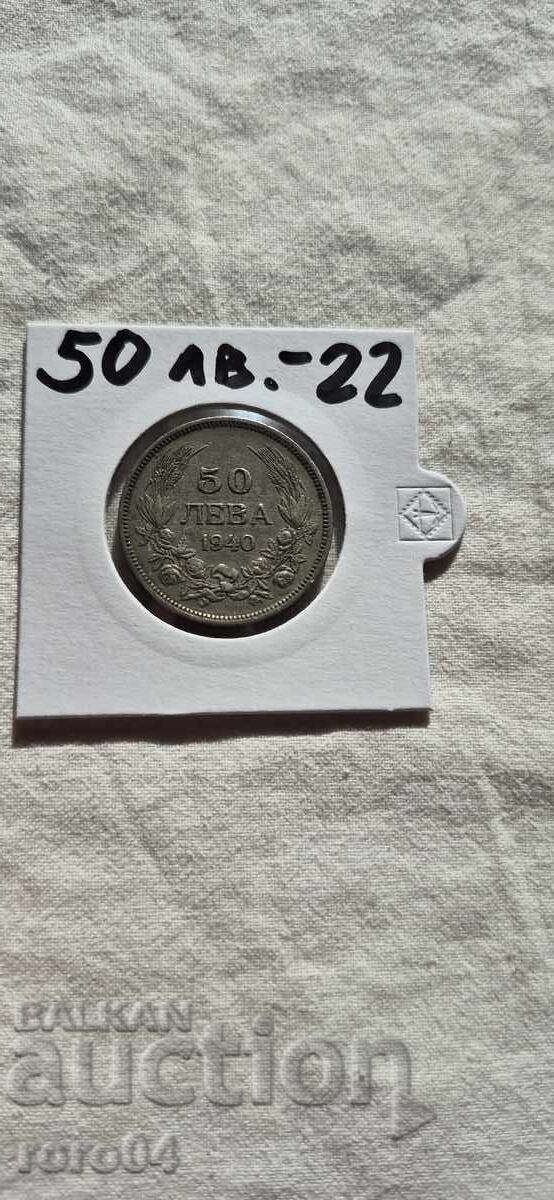 50 лв.-22
50
ЛЕВА
1940
BALKAN
auction
roro04